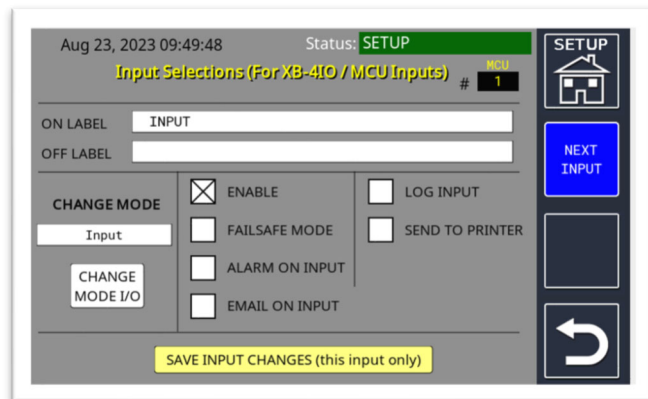 Aug 23, 2023 09:49:48 Status: SETUP
Input Selections (For XB-4IO / MCU Inputs) # MCU 1
ON LABEL INPUT
OFF LABEL
CHANGE MODE
Input
CHANGE
MODE I/O
ENABLE
FAILSAFE MODE
ALARM ON INPUT
EMAIL ON INPUT
LOG INPUT
SEND TO PRINTER
SAVE INPUT CHANGES (this input only)
SETUP
NEXT
INPUT